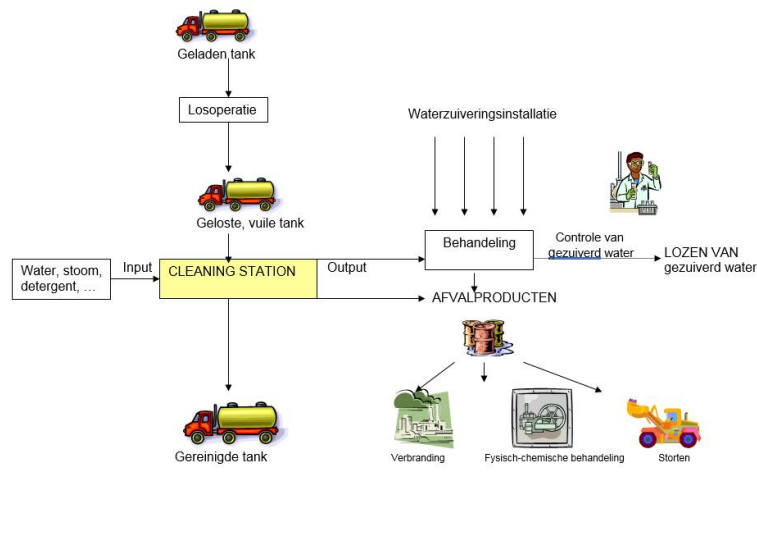 Geladen tank
Losoperatie
Waterzuiveringsinstallatie
Geloste, vuile tank
Behandeling
Controle van
gezuiverd water
LOZEN VAN
gezuiverd water
Water, stoom,
detergent, ...
Input
CLEANING STATION
Output
AFVALPRODUCTEN
Gereinigde tank
Verbranding
Fysisch-chemische behandeling
Storten